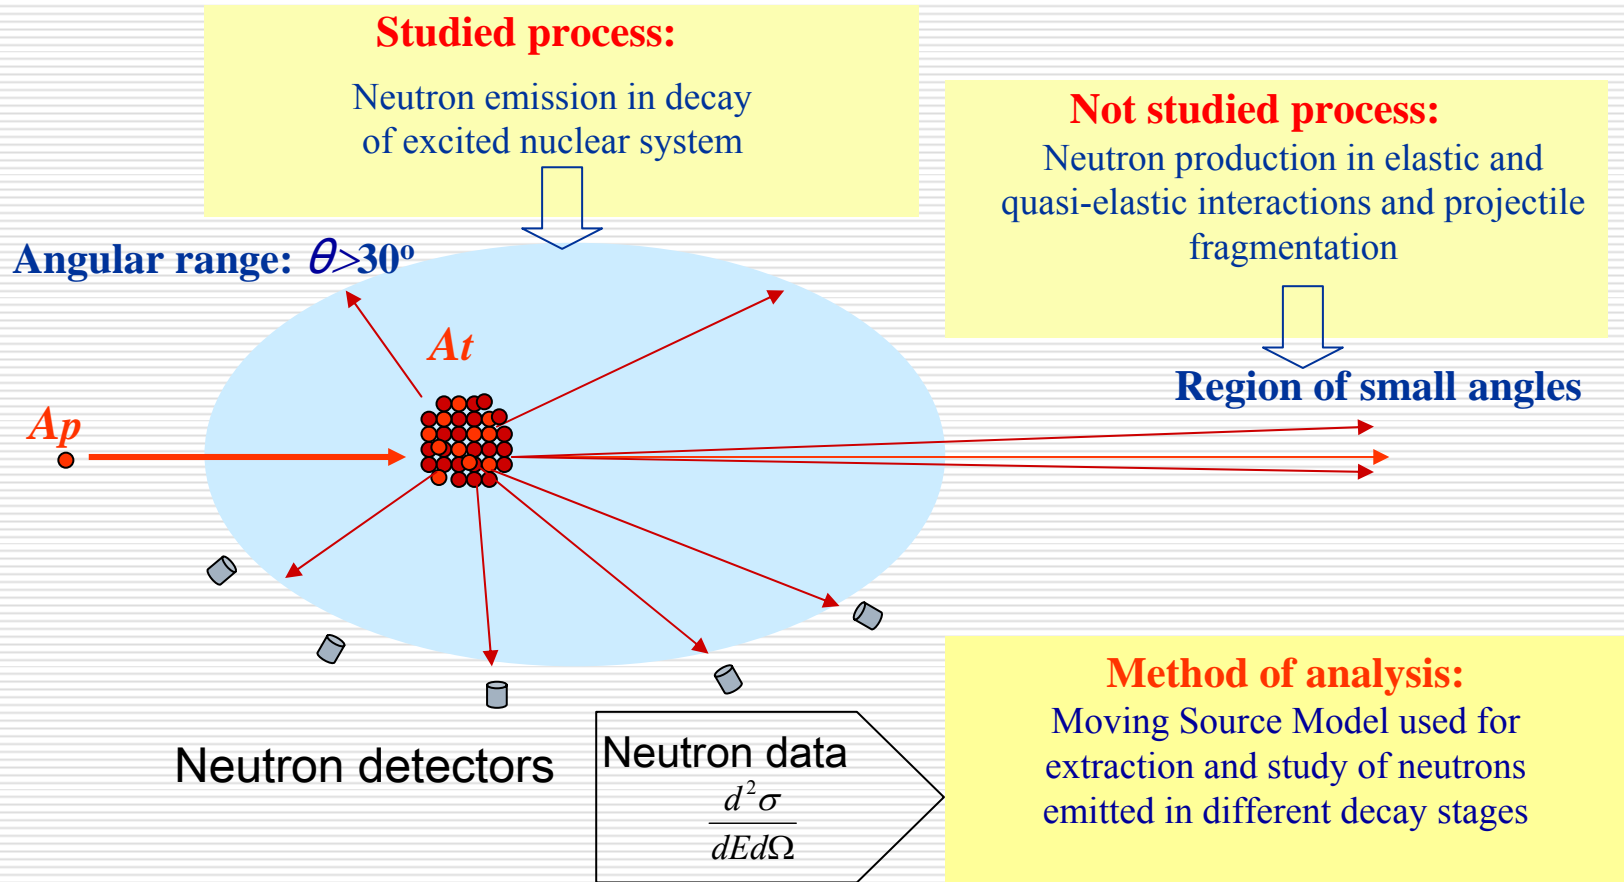 Studied process:
Neutron emission in decay
of excited nuclear system
Not studied process:
Neutron production in elastic and
quasi-elastic interactions and projectile
fragmentation
Angular range: θ>30º
At
Region of small angles
Ap
Neutron detectors
Neutron data
d²σ
dEdΩ
Method of analysis:
Moving Source Model used for
extraction and study of neutrons
emitted in different decay stages